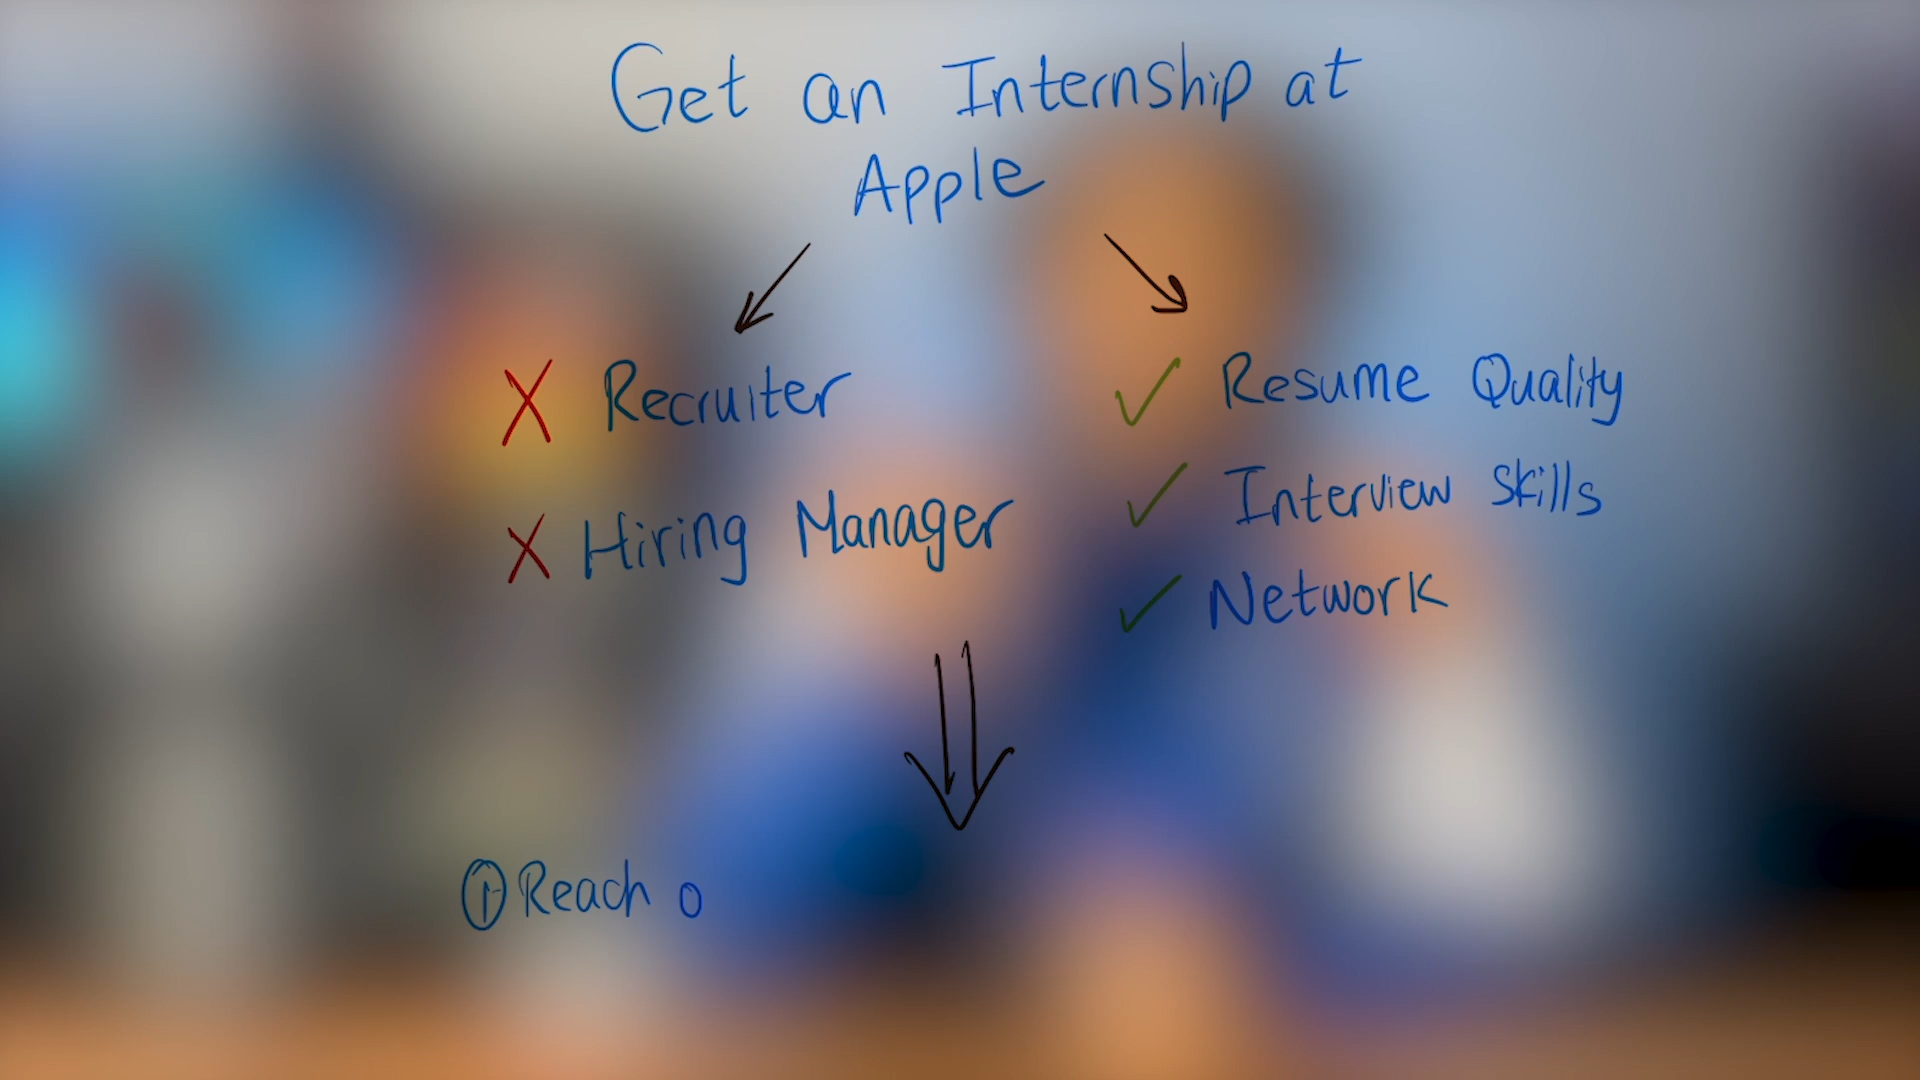 Get an Internship at
Apple
X Recruiter
X Hiring Manager
✓ Resume Quality
✓ Interview Skills
✓ Network
① Reach o